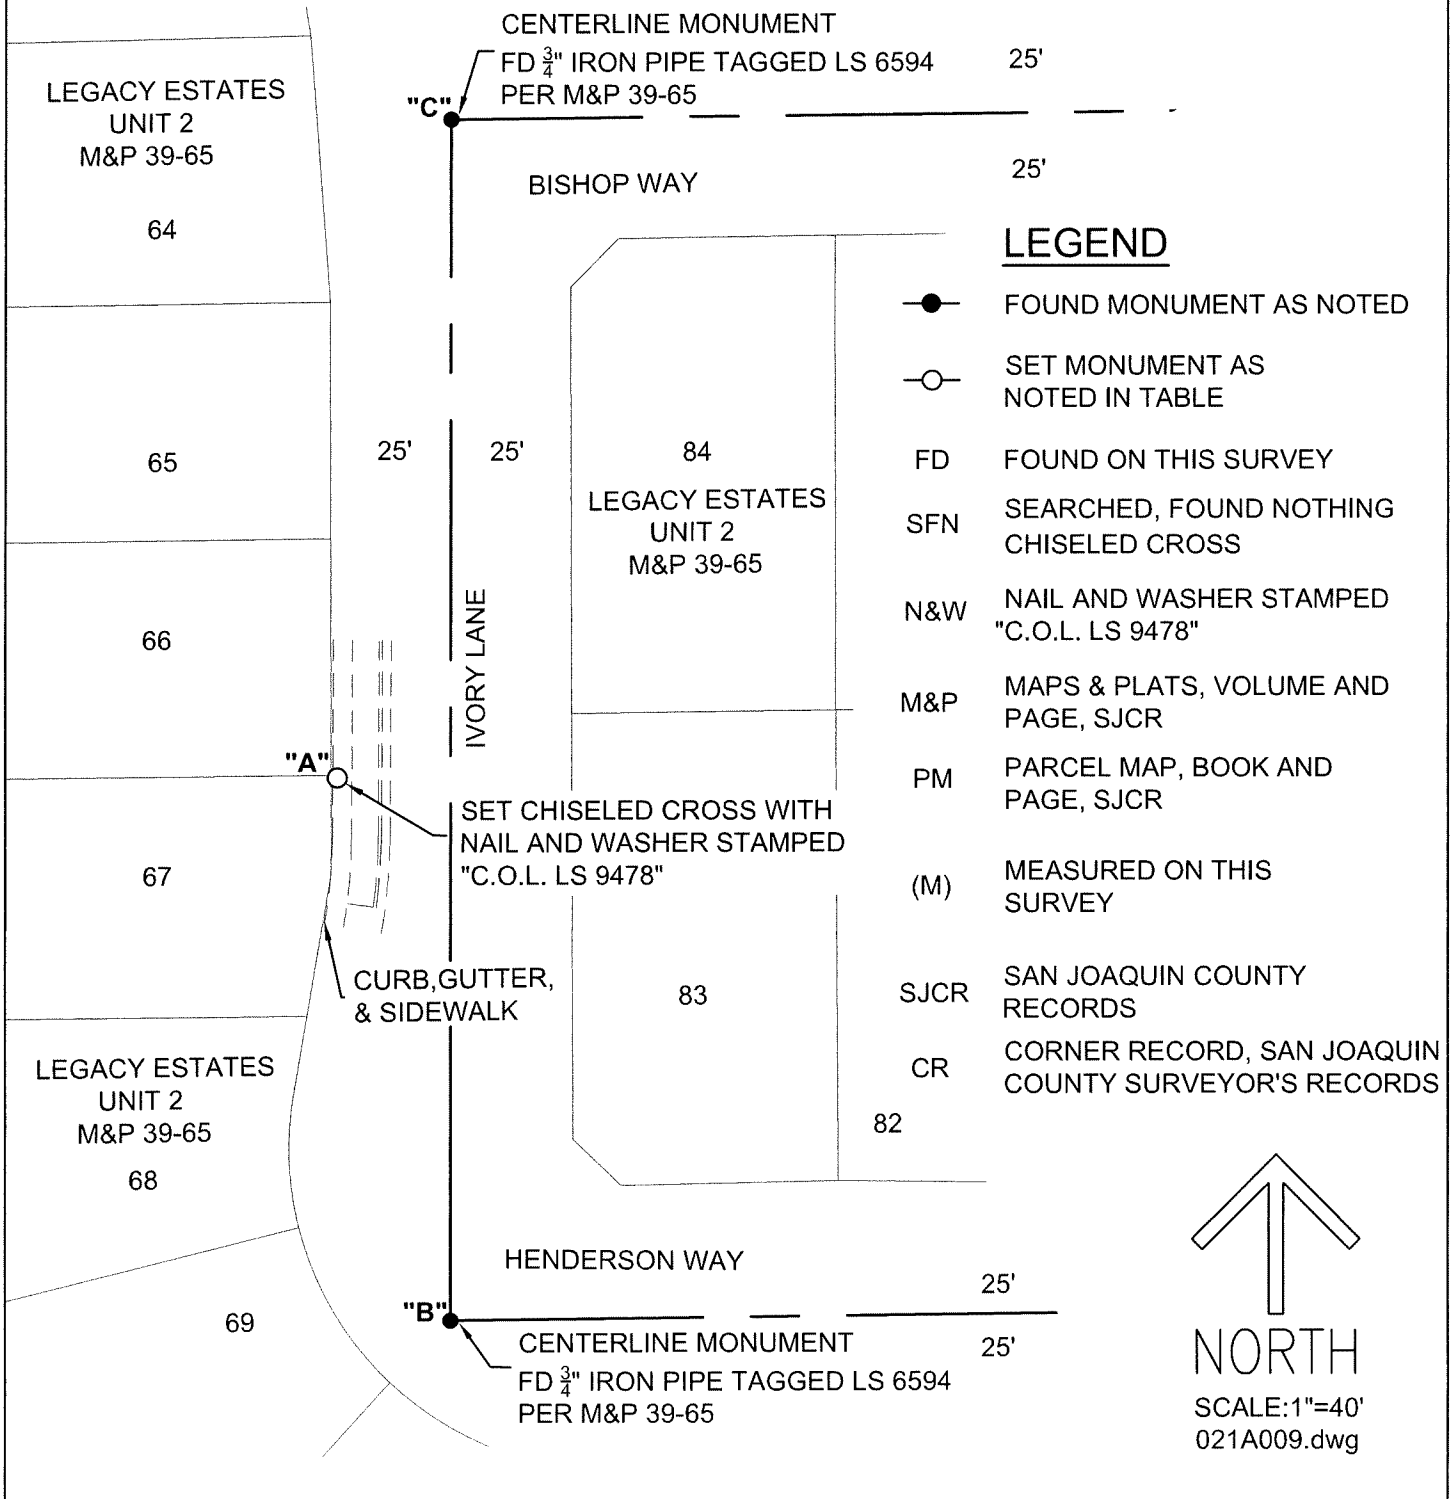 CENTERLINE MONUMENT
FD 3/4" IRON PIPE TAGGED LS 6594
PER M&P 39-65
"C"
25'
25'
BISHOP WAY
LEGACY ESTATES
UNIT 2
M&P 39-65
64
65
66
67
25'
25'
IVORY LANE
84
LEGACY ESTATES
UNIT 2
M&P 39-65
"A"
SET CHISELED CROSS WITH
NAIL AND WASHER STAMPED
"C.O.L. LS 9478"
CURB,GUTTER,
& SIDEWALK
83
82
LEGACY ESTATES
UNIT 2
M&P 39-65
68
69
HENDERSON WAY
25'
25'
"B"
CENTERLINE MONUMENT
FD 3/4" IRON PIPE TAGGED LS 6594
PER M&P 39-65
LEGEND
FOUND MONUMENT AS NOTED
SET MONUMENT AS
NOTED IN TABLE
FD FOUND ON THIS SURVEY
SFN SEARCHED, FOUND NOTHING
CHISELED CROSS
N&W NAIL AND WASHER STAMPED
"C.O.L. LS 9478"
M&P MAPS & PLATS, VOLUME AND
PAGE, SJCR
PM PARCEL MAP, BOOK AND
PAGE, SJCR
(M) MEASURED ON THIS
SURVEY
SJCR SAN JOAQUIN COUNTY
RECORDS
CR CORNER RECORD, SAN JOAQUIN
COUNTY SURVEYOR'S RECORDS
NORTH
SCALE:1"=40'
021A009.dwg